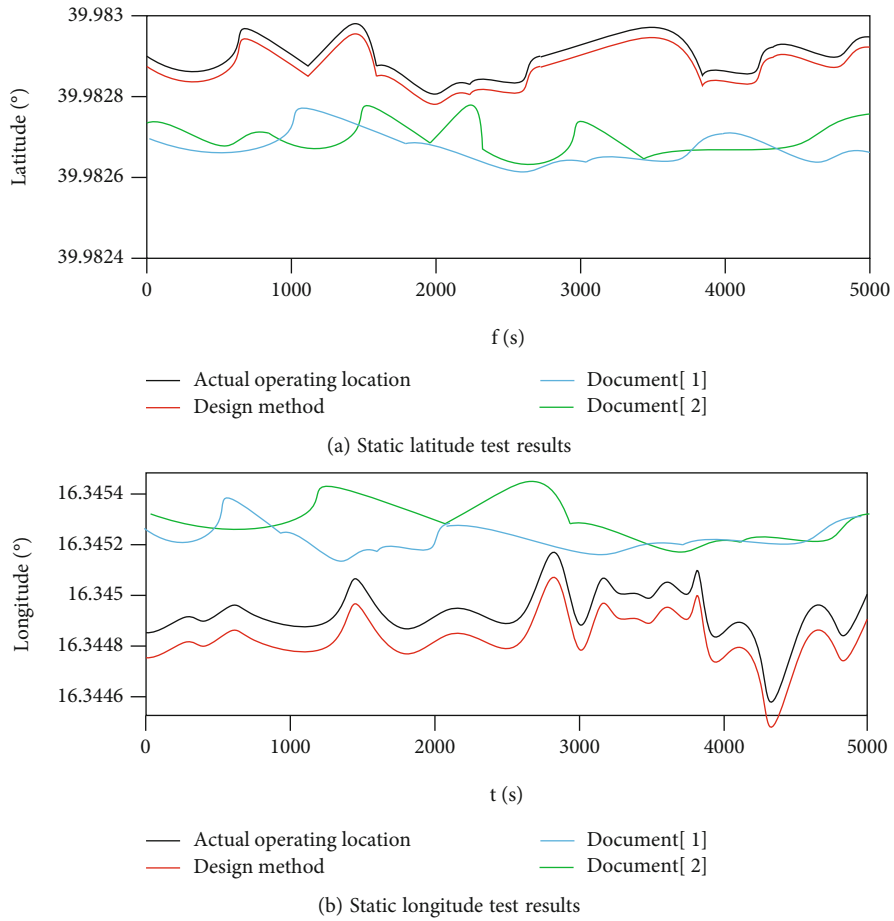 39.983
39.9828
39.9826
39.9824
Latitude (°)
0 1000 2000 3000 4000 5000
f (s)
Actual operating location
Design method
Document[ 1]
Document[ 2]
(a) Static latitude test results
16.3454
16.3452
16.345
16.3448
16.3446
Longitude (°)
0 1000 2000 3000 4000 5000
t (s)
Actual operating location
Design method
Document[ 1]
Document[ 2]
(b) Static longitude test results